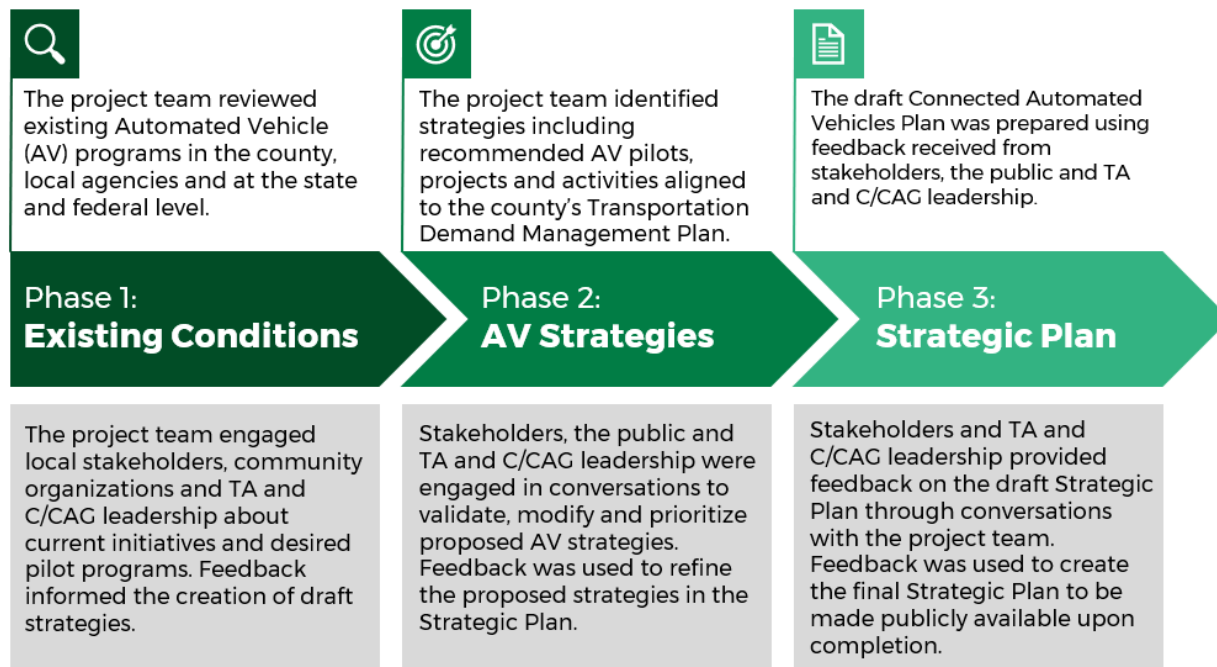 The project team reviewed
existing Automated Vehicle
(AV) programs in the county,
local agencies and at the state
and federal level.
Phase 1:
Existing Conditions
The project team engaged
local stakeholders, community
organizations and TA and
C/CAG leadership about
current initiatives and desired
pilot programs. Feedback
informed the creation of draft
strategies.
The project team identified
strategies including
recommended AV pilots,
projects and activities aligned
to the county's Transportation
Demand Management Plan.
Phase 2:
AV Strategies
Stakeholders, the public and
TA and C/CAG leadership were
engaged in conversations to
validate, modify and prioritize
proposed AV strategies.
Feedback was used to refine
the proposed strategies in the
Strategic Plan.
The draft Connected Automated
Vehicles Plan was prepared using
feedback received from
stakeholders, the public and TA
and C/CAG leadership.
Phase 3:
Strategic Plan
Stakeholders and TA and
C/CAG leadership provided
feedback on the draft Strategic
Plan through conversations
with the project team.
Feedback was used to create
the final Strategic Plan to be
made publicly available upon
completion.